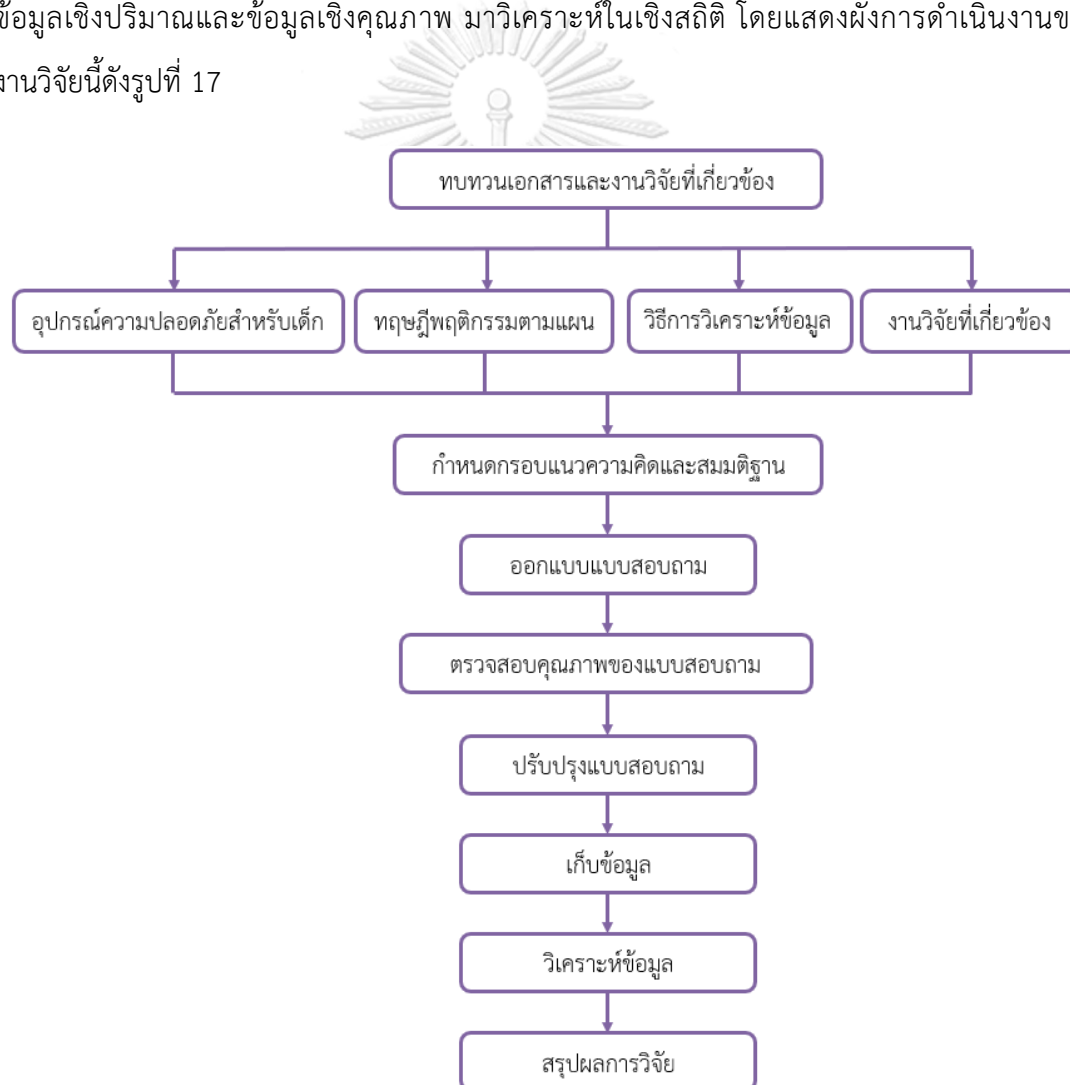 ข้อมูลเชิงปริมาณและข้อมูลเชิงคุณภาพ มาวิเคราะห์ในเชิงสถิติ โดยแสดงผังการดำเนินงานข
งานวิจัยนี้ดังรูปที่ 17
ทบทวนเอกสารและงานวิจัยที่เกี่ยวข้อง
อุปกรณ์ความปลอดภัยสำหรับเด็ก
ทฤษฎีพฤติกรรมตามแผน
วิธีการวิเคราะห์ข้อมูล
งานวิจัยที่เกี่ยวข้อง
กำหนดกรอบแนวความคิดและสมมติฐาน
ออกแบบแบบสอบถาม
ตรวจสอบคุณภาพของแบบสอบถาม
ปรับปรุงแบบสอบถาม
เก็บข้อมูล
วิเคราะห์ข้อมูล
สรุปผลการวิจัย